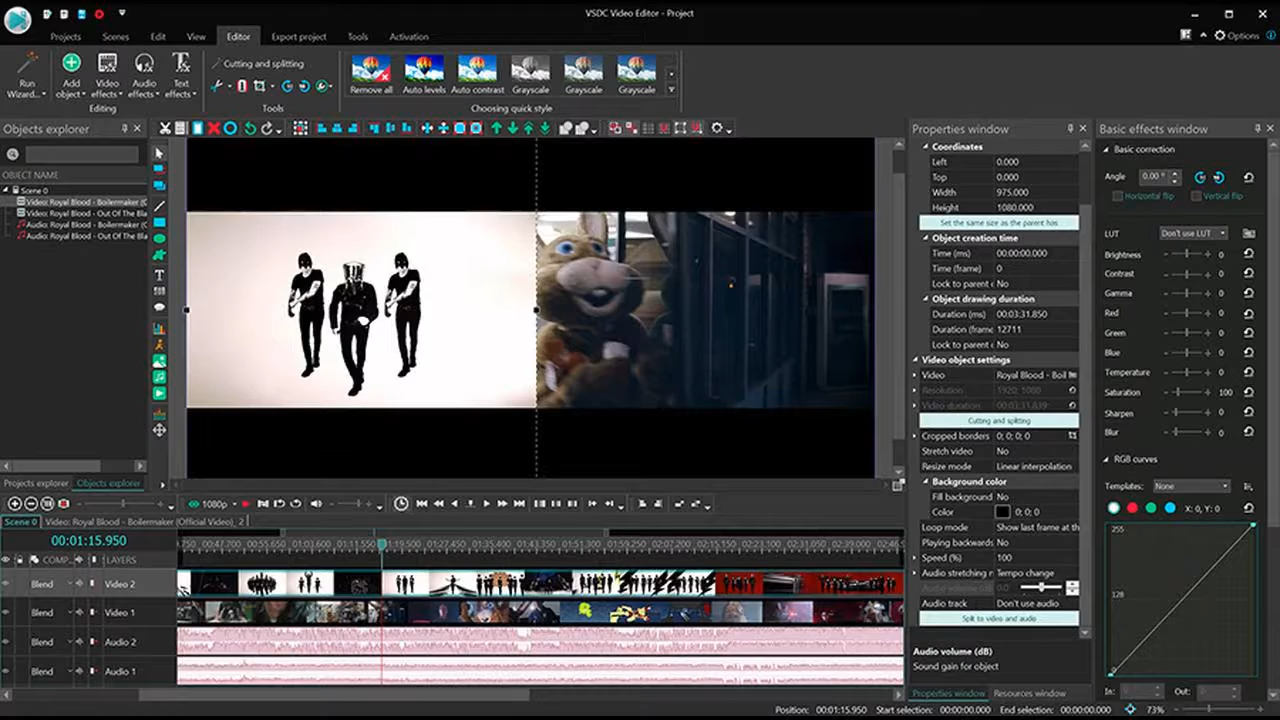 VSDC Video Editor - Project
Projects Scenes Edit View Editor Export project Tools Activation
Options
Run Wizard...
Add object
Video effects
Audio effects
Text effects
Editing
Cutting and splitting
Tools
Remove all Auto levels Auto contrast Grayscale Grayscale Grayscale
Choosing quick style
Objects explorer
OBJECT NAME
Scene 0
Video: Royal Blood - Boilermaker (
Video: Royal Blood - Out Of The Bla
Audio: Royal Blood - Boilermaker (
Audio: Royal Blood - Out Of The Bl
Projects explorer Objects explorer
Properties window
Coordinates
Left 0.000
Top 0.000
Width 975.000
Height 1080.000
Set the same size as the parent has
Object creation time
Time (ms) 00:00:00.000
Time (frame) 0
Lock to parent No
Object drawing duration
Duration (ms) 00:03:31.850
Duration (frame 12711
Lock to parent No
Video object settings
Video Royal Blood - Boil
Resolution 1920; 1080
Video duration 00:03:31.839
Cutting and splitting
Cropped borders 0; 0; 0; 0
Stretch video No
Resize mode Linear interpolation
Background color
Fill background No
Color 0; 0; 0
Loop mode Show last frame at th
Playing backwards No
Speed (%) 100
Audio stretching n Tempo change
Audio track Don't use audio
Split to video and audio
Audio volume (dB)
Sound gain for object
Properties window Resources window
Basic effects window
Basic correction
Angle 0.00 °
Horizontal flip Vertical flip
LUT Don't use LUT
Brightness 0
Contrast 0
Gamma 0
Red 0
Green 0
Blue 0
Temperature 0
Saturation 100
Sharpen 0
Blur 0
RGB curves
Templates: None
X: 0, Y: 0
255
128
In: Out:
1080p
Scene 0 Video: Royal Blood - Boilermaker (Official Video)_2
00:01:15.950
COMP... LAYERS
Blend Video 2
Blend Video 1
Blend Audio 2
Blend Audio 1
Position: 00:01:15.950 Start selection: 00:00:00.000 End selection: 00:00:00.000 73%